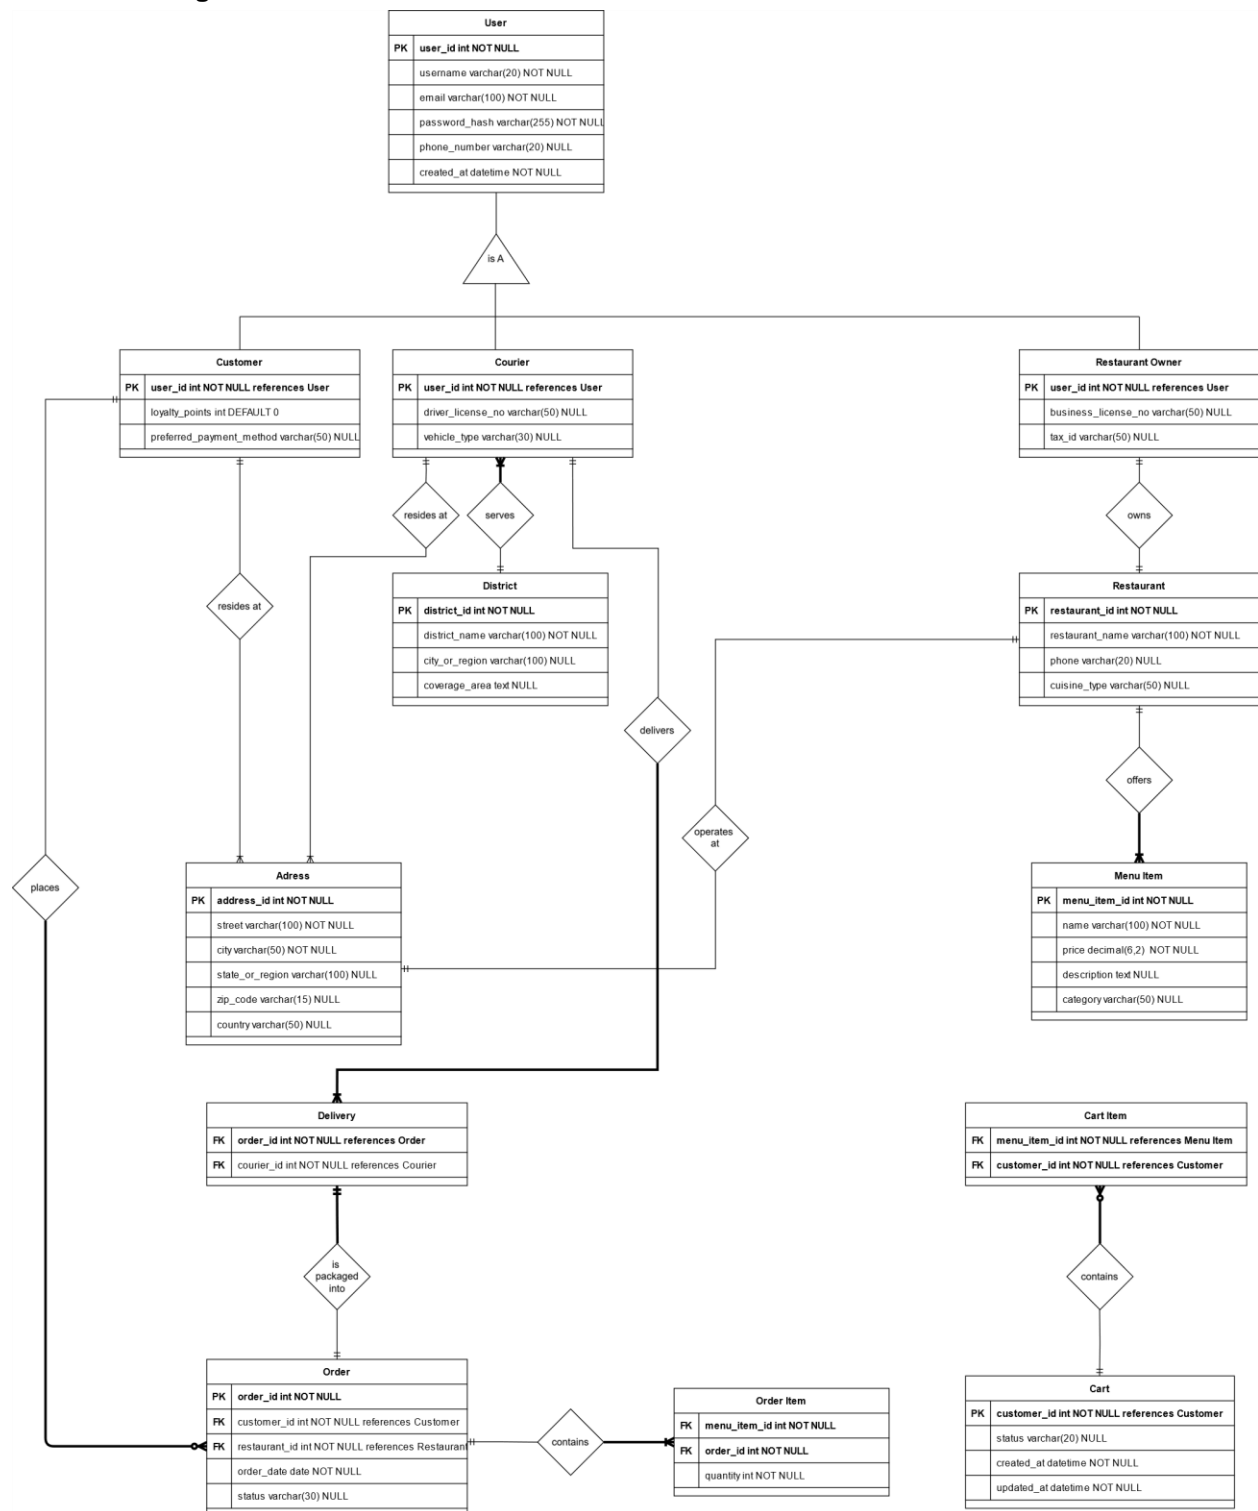 User
PK user_id int NOT NULL
username varchar(20) NOT NULL
email varchar(100) NOT NULL
password_hash varchar(255) NOT NULL
phone_number varchar(20) NULL
created_at datetime NOT NULL
is A
Customer
PK user_id int NOT NULL references User
loyalty_points int DEFAULT 0
preferred_payment_method varchar(50) NULL
Courier
PK user_id int NOT NULL references User
driver_license_no varchar(50) NULL
vehicle_type varchar(30) NULL
Restaurant Owner
PK user_id int NOT NULL references User
business_license_no varchar(50) NULL
tax_id varchar(50) NULL
resides at
serves
owns
resides at
District
PK district_id int NOT NULL
district_name varchar(100) NOT NULL
city_or_region varchar(100) NULL
coverage_area text NULL
Restaurant
PK restaurant_id int NOT NULL
restaurant_name varchar(100) NOT NULL
phone varchar(20) NULL
cuisine_type varchar(50) NULL
delivers
offers
operates
at
places
Adress
PK address_id int NOT NULL
street varchar(100) NOT NULL
city varchar(50) NOT NULL
state_or_region varchar(100) NULL
zip_code varchar(15) NULL
country varchar(50) NULL
Menu Item
PK menu_item_id int NOT NULL
name varchar(100) NOT NULL
price decimal(6,2) NOT NULL
description text NULL
category varchar(50) NULL
Delivery
FK order_id int NOT NULL references Order
FK courier_id int NOT NULL references Courier
Cart Item
FK menu_item_id int NOT NULL references Menu Item
FK customer_id int NOT NULL references Customer
is
packaged
into
contains
Order
PK order_id int NOT NULL
FK customer_id int NOT NULL references Customer
FK restaurant_id int NOT NULL references Restaurant
order_date date NOT NULL
status varchar(30) NULL
contains
Order Item
FK menu_item_id int NOT NULL
FK order_id int NOT NULL
quantity int NOT NULL
Cart
PK customer_id int NOT NULL references Customer
status varchar(20) NULL
created_at datetime NOT NULL
updated_at datetime NOT NULL